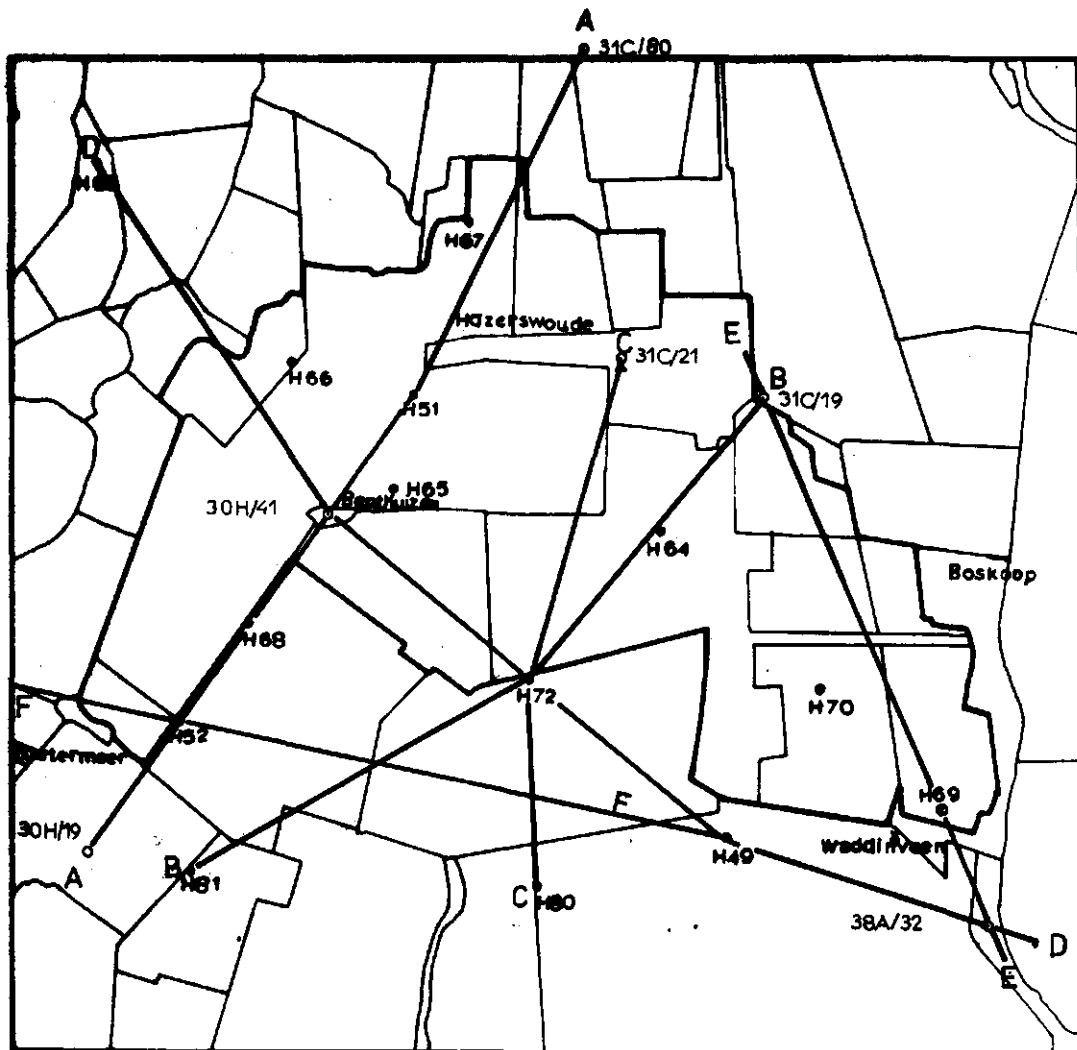 A
31C/80
D
H67
Hazerswoude
E
C
31C/21
H66
B
31C/19
H51
H65
30H/41
Benthuizen
H64
Boskoop
H68
H72
H70
F
H52
H69
F
30H/19
H49
Waddinxveen
A
B
H81
C
H80
38A/32
D
E